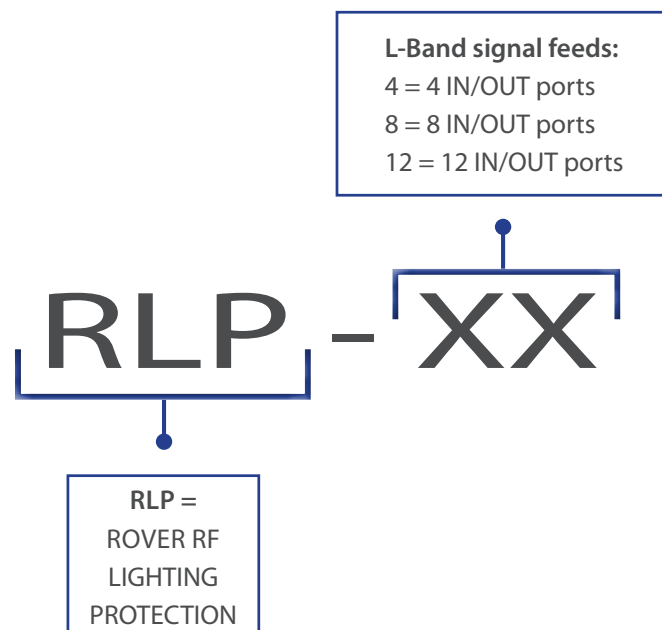 L-Band signal feeds:
4 = 4 IN/OUT ports
8 = 8 IN/OUT ports
12 = 12 IN/OUT ports
RLP - XX
RLP =
ROVER RF
LIGHTING
PROTECTION